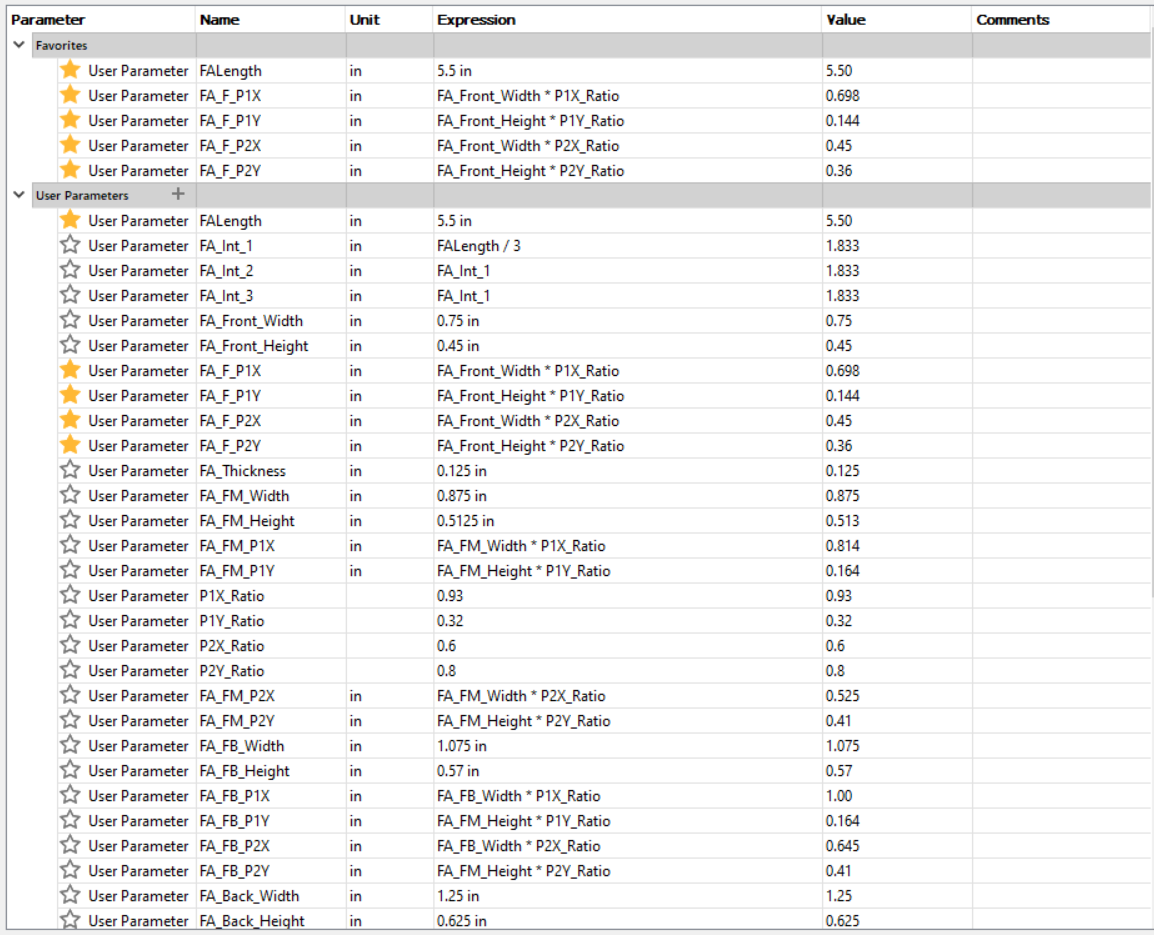 Parameter Name Unit Expression Value Comments
Favorites
User Parameter FALength in 5.5 in 5.50
User Parameter FA_F_P1X in FA_Front_Width * P1X_Ratio 0.698
User Parameter FA_F_P1Y in FA_Front_Height * P1Y_Ratio 0.144
User Parameter FA_F_P2X in FA_Front_Width * P2X_Ratio 0.45
User Parameter FA_F_P2Y in FA_Front_Height * P2Y_Ratio 0.36
User Parameters +
User Parameter FALength in 5.5 in 5.50
User Parameter FA_Int_1 in FALength / 3 1.833
User Parameter FA_Int_2 in FA_Int_1 1.833
User Parameter FA_Int_3 in FA_Int_1 1.833
User Parameter FA_Front_Width in 0.75 in 0.75
User Parameter FA_Front_Height in 0.45 in 0.45
User Parameter FA_F_P1X in FA_Front_Width * P1X_Ratio 0.698
User Parameter FA_F_P1Y in FA_Front_Height * P1Y_Ratio 0.144
User Parameter FA_F_P2X in FA_Front_Width * P2X_Ratio 0.45
User Parameter FA_F_P2Y in FA_Front_Height * P2Y_Ratio 0.36
User Parameter FA_Thickness in 0.125 in 0.125
User Parameter FA_FM_Width in 0.875 in 0.875
User Parameter FA_FM_Height in 0.5125 in 0.513
User Parameter FA_FM_P1X in FA_FM_Width * P1X_Ratio 0.814
User Parameter FA_FM_P1Y in FA_FM_Height * P1Y_Ratio 0.164
User Parameter P1X_Ratio 0.93 0.93
User Parameter P1Y_Ratio 0.32 0.32
User Parameter P2X_Ratio 0.6 0.6
User Parameter P2Y_Ratio 0.8 0.8
User Parameter FA_FM_P2X in FA_FM_Width * P2X_Ratio 0.525
User Parameter FA_FM_P2Y in FA_FM_Height * P2Y_Ratio 0.41
User Parameter FA_FB_Width in 1.075 in 1.075
User Parameter FA_FB_Height in 0.57 in 0.57
User Parameter FA_FB_P1X in FA_FB_Width * P1X_Ratio 1.00
User Parameter FA_FB_P1Y in FA_FM_Height * P1Y_Ratio 0.164
User Parameter FA_FB_P2X in FA_FB_Width * P2X_Ratio 0.645
User Parameter FA_FB_P2Y in FA_FM_Height * P2Y_Ratio 0.41
User Parameter FA_Back_Width in 1.25 in 1.25
User Parameter FA_Back_Height in 0.625 in 0.625